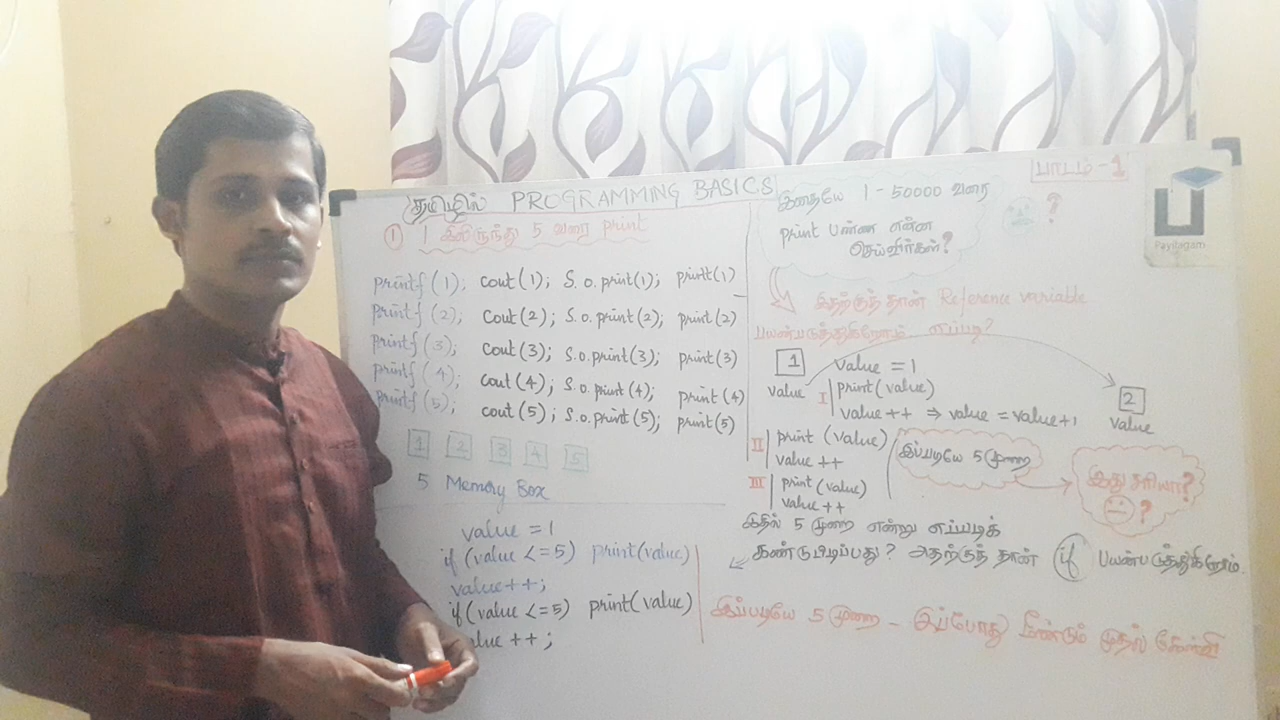 தமிழில் PROGRAMMING BASICS
① 1 இலிருந்து 5 வரை print
printf (1); cout (1); S.o.print(1); print(1)
printf (2); cout (2); S.o.print(2); print(2)
printf (3); cout (3); S.o.print(3); print(3)
printf (4); cout (4); S.o.print(4); print(4)
printf (5); cout (5); S.o.print(5); print(5)
1 2 3 4 5
5 Memory Box
value = 1
if (value <=5) print(value)
value++;
if (value <=5) print(value)
value ++;
பாடம் - 1
Payilagam
இதையே 1 - 50000 வரை
print பண்ண என்ன
செய்வீர்கள்?
?
இதற்குத் தான் Reference variable
பயன்படுத்துகிறோம் எப்படி?
1 value = 1
value
I print(value)
value ++ ⇒ value = value+1
2
value
II print (value)
value ++
இப்படியே 5 முறை
இது சரியா?
?
III print (value)
value ++
இதில் 5 முறை என்று எப்படிக்
கண்டுபிடிப்பது? அதற்குத் தான் if பயன்படுத்துகிறோம்.
இப்படியே 5 முறை - இப்போது மீண்டும் முதல் கேள்வி